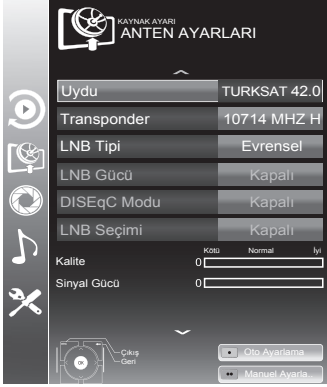 KAYNAK AYARI
ANTEN AYARLARI
Uydu TURKSAT 42.0
Transponder 10714 MHZ H
LNB Tipi Evrensel
LNB Gücü Kapalı
DISEqC Modu Kapalı
LNB Seçimi Kapalı
Kötü Normal İyi
Kalite 0
Sinyal Gücü 0
Çıkış
Geri
OK
Oto Ayarlama
Manuel Ayarla..